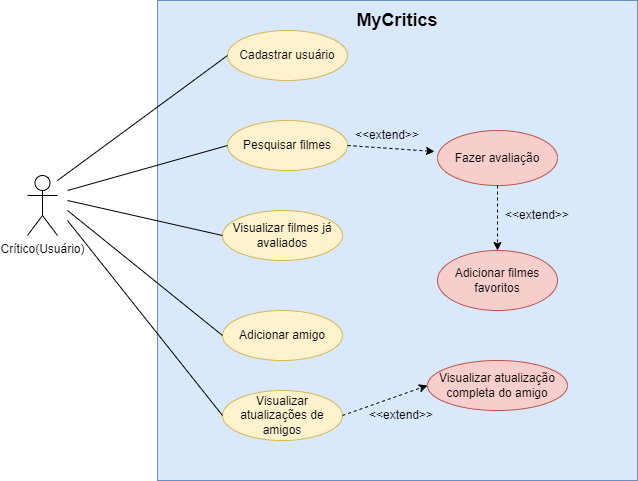 MyCritics
Cadastrar usuário
Pesquisar filmes
<<extend>>
Fazer avaliação
<<extend>>
Visualizar filmes já
avaliados
Crítico(Usuário)
Adicionar filmes
favoritos
Adicionar amigo
Visualizar
atualizações de
amigos
<<extend>>
Visualizar atualização
completa do amigo